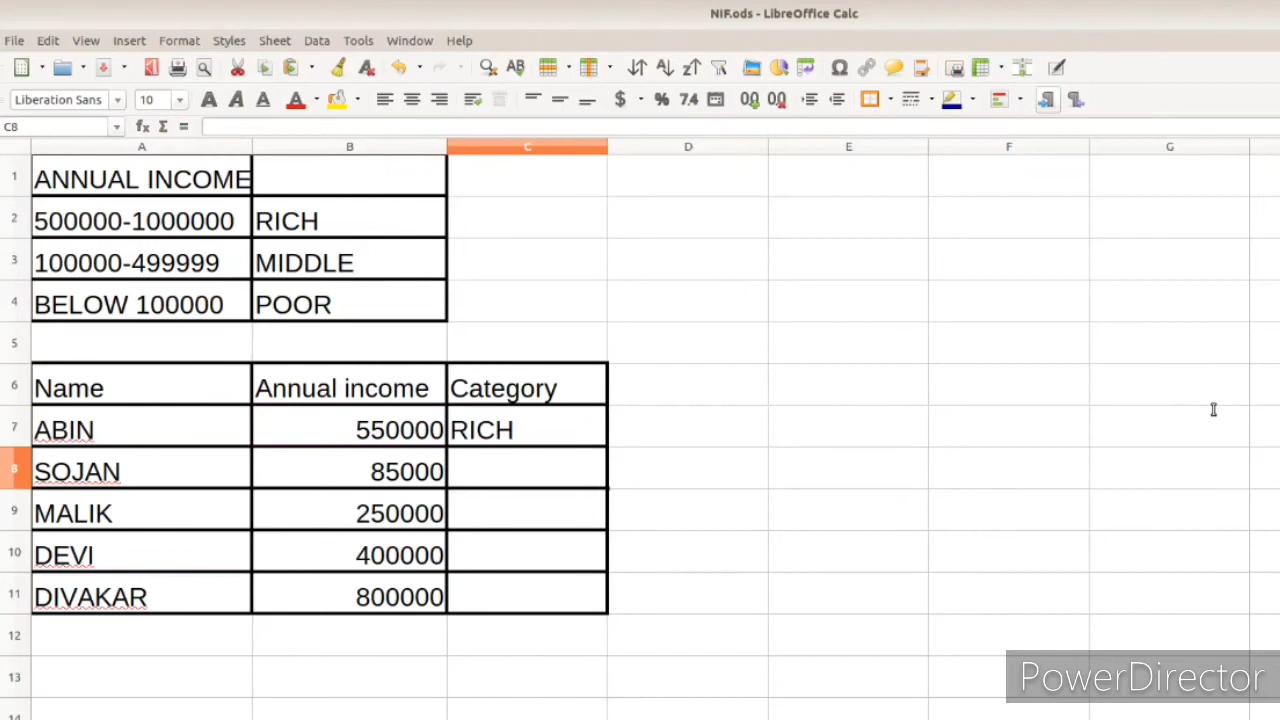 NIF.ods - LibreOffice Calc
File Edit View Insert Format Styles Sheet Data Tools Window Help
Liberation Sans 10 $ % 7.4
C8
A B C D E F G
1 ANNUAL INCOME
2 500000-1000000 RICH
3 100000-499999 MIDDLE
4 BELOW 100000 POOR
5
6 Name Annual income Category
7 ABIN 550000 RICH
8 SOJAN 85000
9 MALIK 250000
10 DEVI 400000
11 DIVAKAR 800000
12
13
14
PowerDirector